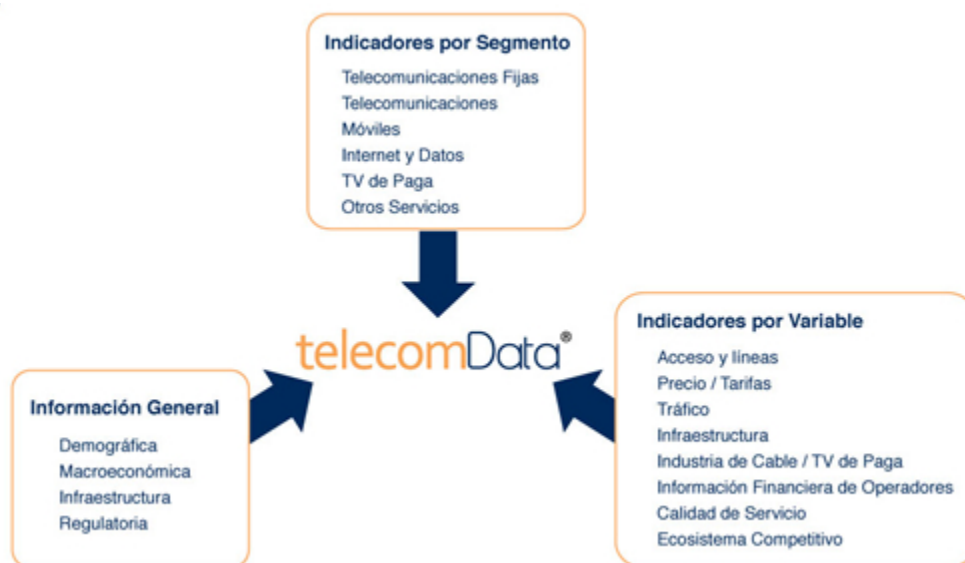 Indicadores por Segmento
Telecomunicaciones Fijas
Telecomunicaciones
Móviles
Internet y Datos
TV de Paga
Otros Servicios
telecomData®
Información General
Demográfica
Macroeconómica
Infraestructura
Regulatoria
Indicadores por Variable
Acceso y líneas
Precio / Tarifas
Tráfico
Infraestructura
Industria de Cable / TV de Paga
Información Financiera de Operadores
Calidad de Servicio
Ecosistema Competitivo